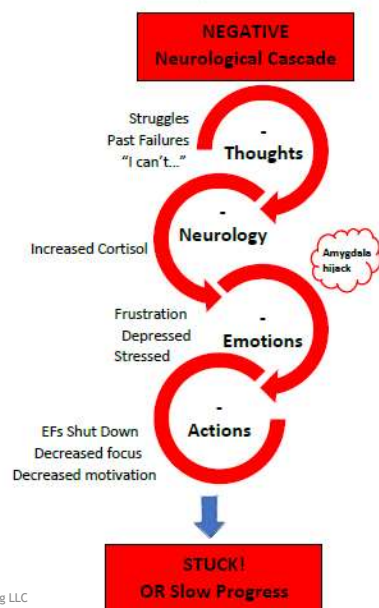 NEGATIVE
Neurological Cascade
Struggles
Past Failures
“I can’t…”
-
Thoughts
-
Neurology
Increased Cortisol
Amygdala
hijack
Frustration
Depressed
Stressed
-
Emotions
-
Actions
EFs Shut Down
Decreased focus
Decreased motivation
STUCK!
OR Slow Progress
g LLC